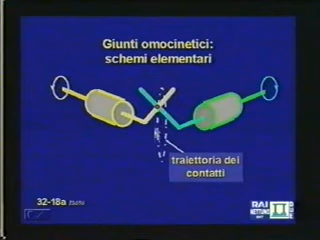 Giunti omocinetici:
schemi elementari
traiettoria dei
contatti
32-18a
RAI